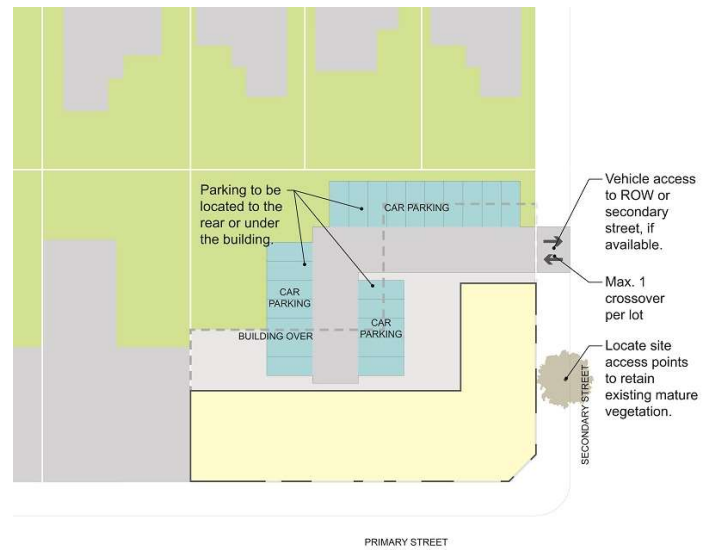 Parking to be
located to the
rear or under
the building.
CAR PARKING
Vehicle access
to ROW or
secondary
street, if
available.
Max. 1
crossover
per lot
CAR
PARKING
CAR
PARKING
BUILDING OVER
Locate site
access points
to retain
existing mature
vegetation.
SECONDARY STREET
PRIMARY STREET